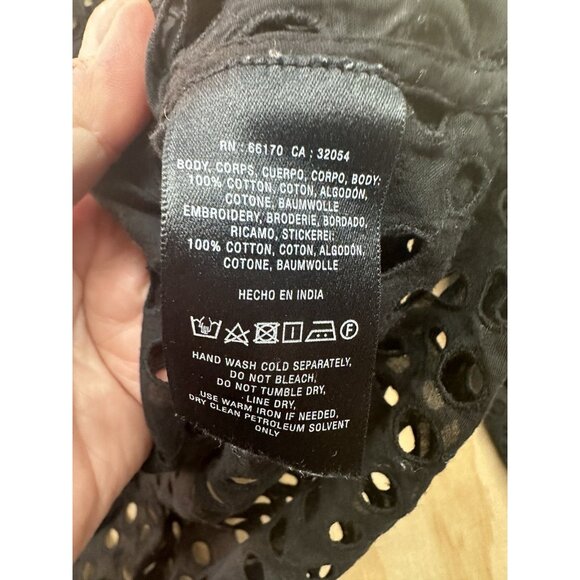 RN : 66170 CA : 32054
BODY, CORPS, CUERPO, CORPO, BODY:
100% COTTON, COTON, ALGODÓN,
COTONE, BAUMWOLLE
EMBROIDERY, BRODERIE, BORDADO,
RICAMO, STICKEREI:
100% COTTON, COTON, ALGODÓN,
COTONE, BAUMWOLLE
HECHO EN INDIA
F
HAND WASH COLD SEPARATELY,
DO NOT BLEACH,
DO NOT TUMBLE DRY,
LINE DRY,
USE WARM IRON IF NEEDED,
DRY CLEAN PETROLEUM SOLVENT
ONLY